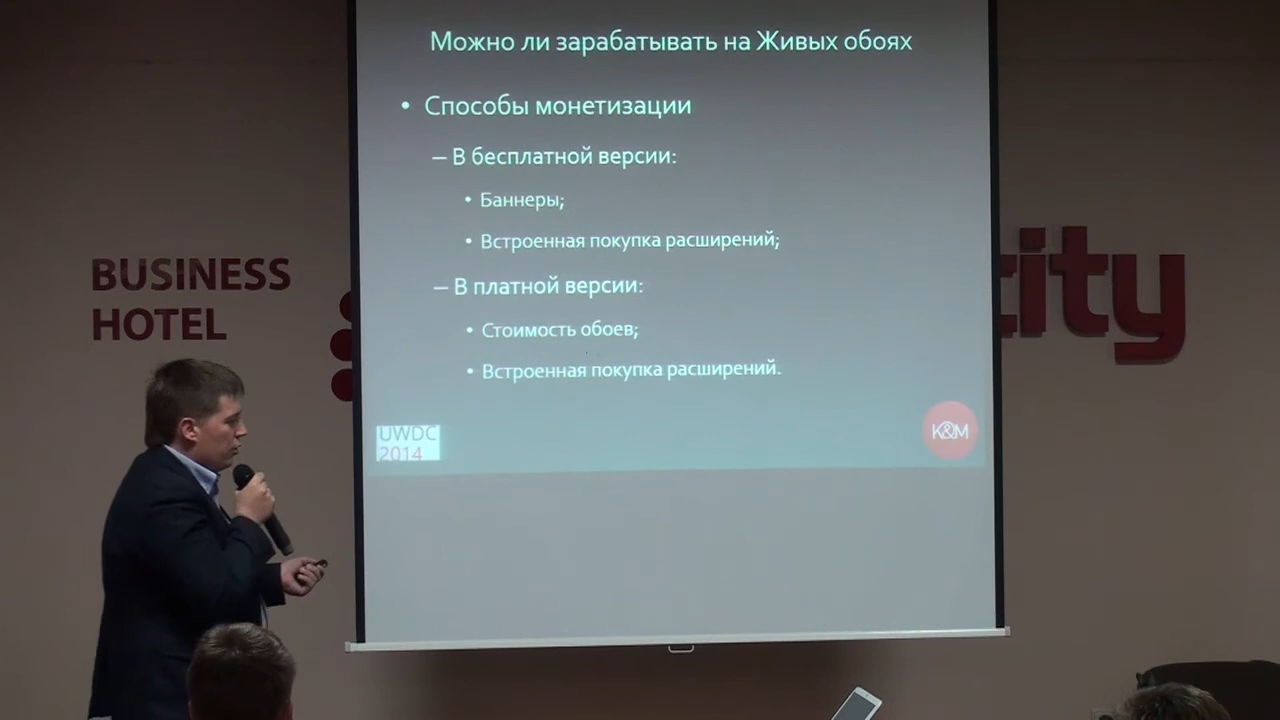 Можно ли зарабатывать на Живых обоях
• Способы монетизации
– В бесплатной версии:
• Баннеры;
• Встроенная покупка расширений;
– В платной версии:
• Стоимость обоев;
• Встроенная покупка расширений.
UWDC
2014
K&M
BUSINESS
HOTEL
city